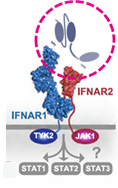 IFNAR2
IFNAR1
TYK2 JAK1
?
STAT1 STAT2 STAT3